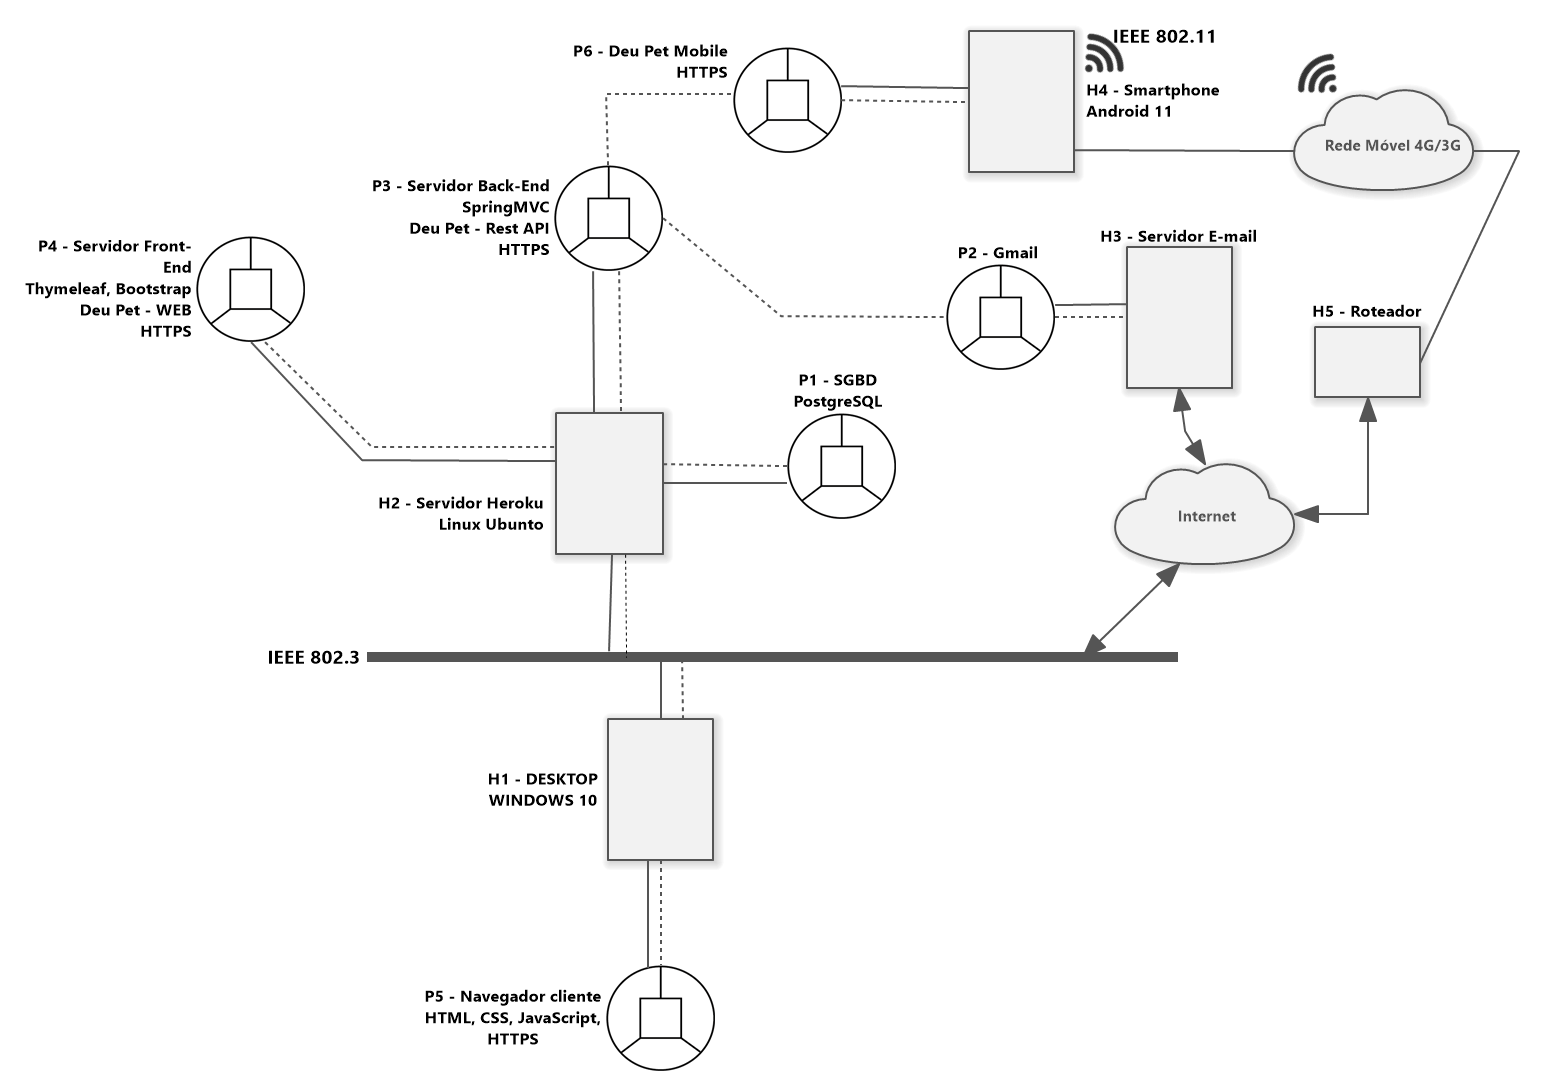 IEEE 802.11
P6 - Deu Pet Mobile
HTTPS
H4 - Smartphone
Android 11
Rede Móvel 4G/3G
P3 - Servidor Back-End
SpringMVC
Deu Pet - Rest API
HTTPS
P4 - Servidor Front-
End
Thymeleaf, Bootstrap
Deu Pet - WEB
HTTPS
H3 - Servidor E-mail
P2 - Gmail
H5 - Roteador
P1 - SGBD
PostgreSQL
H2 - Servidor Heroku
Linux Ubunto
Internet
IEEE 802.3
H1 - DESKTOP
WINDOWS 10
P5 - Navegador cliente
HTML, CSS, JavaScript,
HTTPS